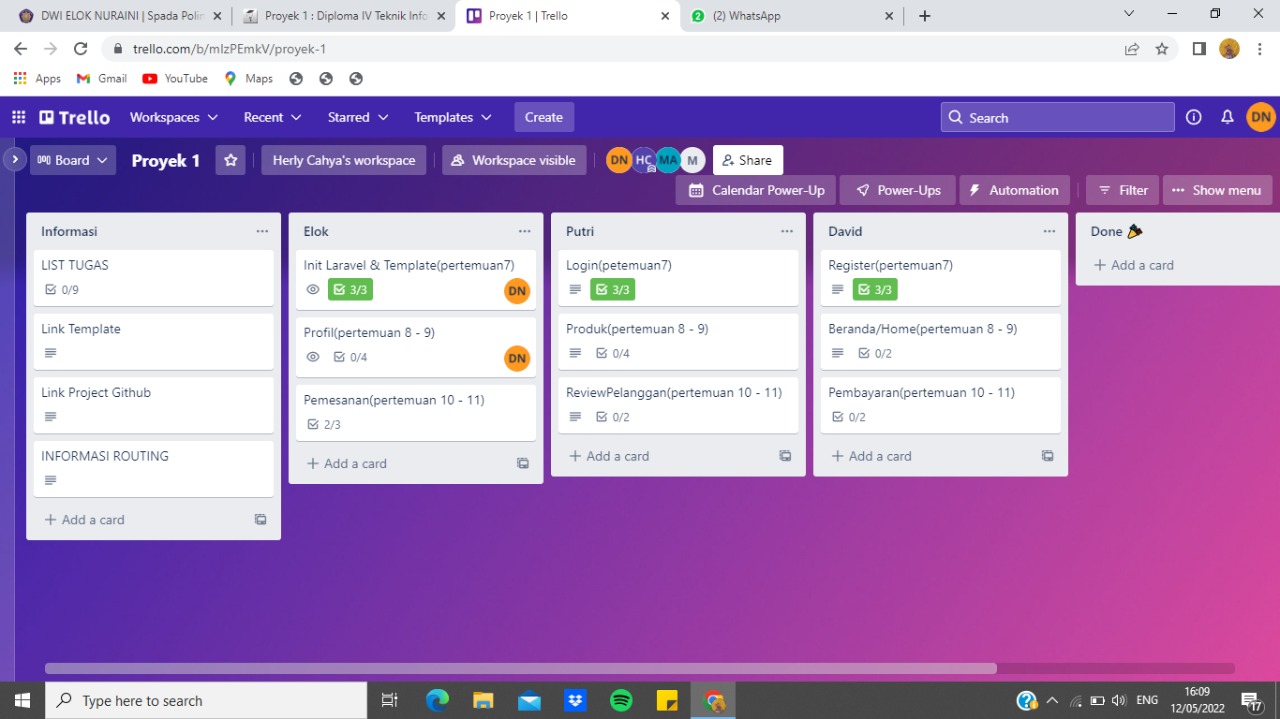 DWI ELOK NURAINI | Spada Polin
Proyek 1 : Diploma IV Teknik Info
Proyek 1 | Trello
(2) WhatsApp
trello.com/b/mIzPEmkV/proyek-1
Apps
Gmail
YouTube
Maps
Trello
Workspaces
Recent
Starred
Templates
Create
Search
DN
Board
Proyek 1
Herly Cahya's workspace
Workspace visible
DN HC MA M
Share
Calendar Power-Up
Power-Ups
Automation
Filter
Show menu
Informasi
LIST TUGAS
0/9
Link Template
Link Project Github
INFORMASI ROUTING
+ Add a card
Elok
Init Laravel & Template(pertemuan7)
3/3
DN
Profil(pertemuan 8 - 9)
0/4
DN
Pemesanan(pertemuan 10 - 11)
2/3
+ Add a card
Putri
Login(petemuan7)
3/3
Produk(pertemuan 8 - 9)
0/4
ReviewPelanggan(pertemuan 10 - 11)
0/2
+ Add a card
David
Register(pertemuan7)
3/3
Beranda/Home(pertemuan 8 - 9)
0/2
Pembayaran(pertemuan 10 - 11)
0/2
+ Add a card
Done 🎉
+ Add a card
Type here to search
ENG
16:09
12/05/2022
17